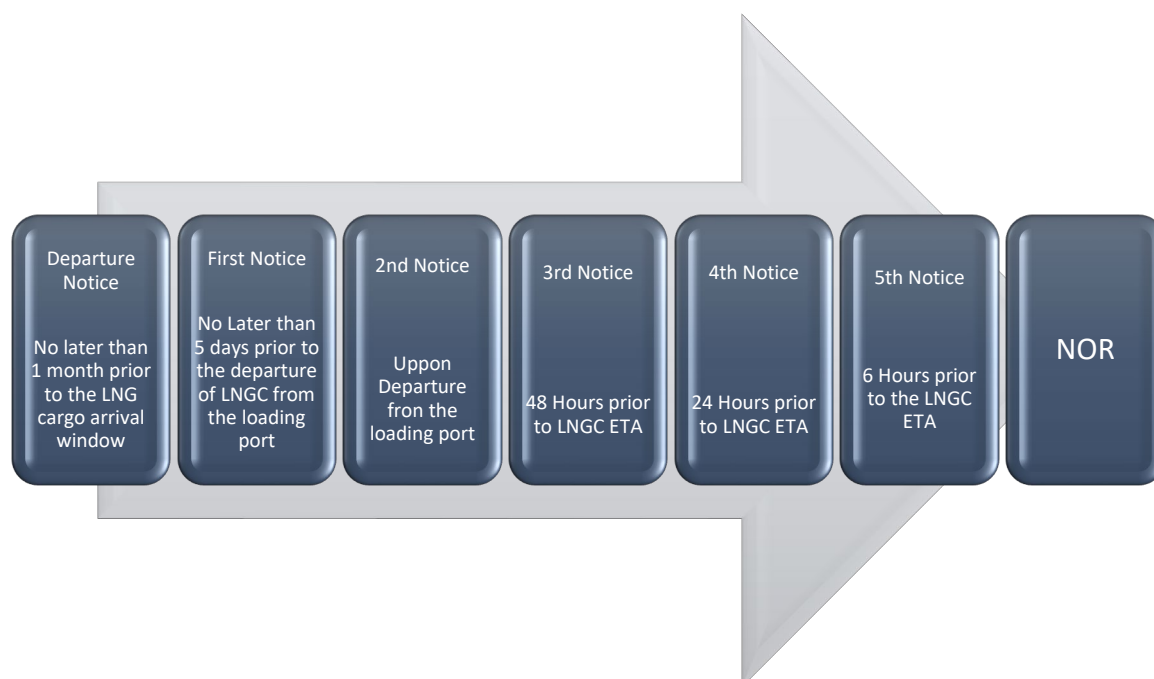 Departure
Notice
No later than
1 month prior
to the LNG
cargo arrival
window
First Notice
No Later than
5 days prior to
the departure
of LNGC from
the loading
port
2nd Notice
Uppon
Departure
fron the
loading port
3rd Notice
48 Hours prior
to LNGC ETA
4th Notice
24 Hours prior
to LNGC ETA
5th Notice
6 Hours prior
to the LNGC
ETA
NOR